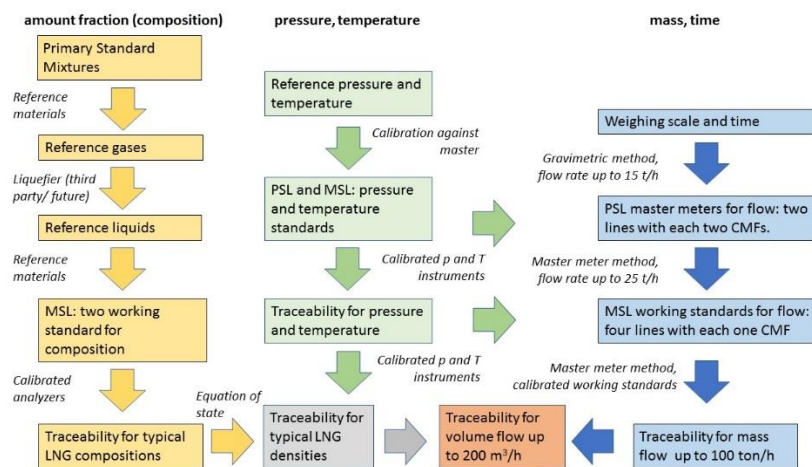 amount fraction (composition)
Primary Standard
Mixtures
Reference
materials
Reference gases
Liquefier (third
party/ future)
Reference liquids
Reference
materials
MSL: two working
standard for
composition
Calibrated
analyzers
Traceability for typical
LNG compositions
Equation of
state
pressure, temperature
Reference pressure and
temperature
Calibration against
master
PSL and MSL: pressure
and temperature
standards
Calibrated p and T
instruments
Traceability for pressure
and temperature
Calibrated p and T
instruments
Traceability for
typical LNG
densities
Traceability for
volume flow up
to 200 m³/h
mass, time
Weighing scale and time
Gravimetric method,
flow rate up to 15 t/h
PSL master meters for flow: two
lines with each two CMFs.
Master meter method,
flow rate up to 25 t/h
MSL working standards for flow:
four lines with each one CMF
Master meter method,
calibrated working standards
Traceability for mass
flow up to 100 ton/h